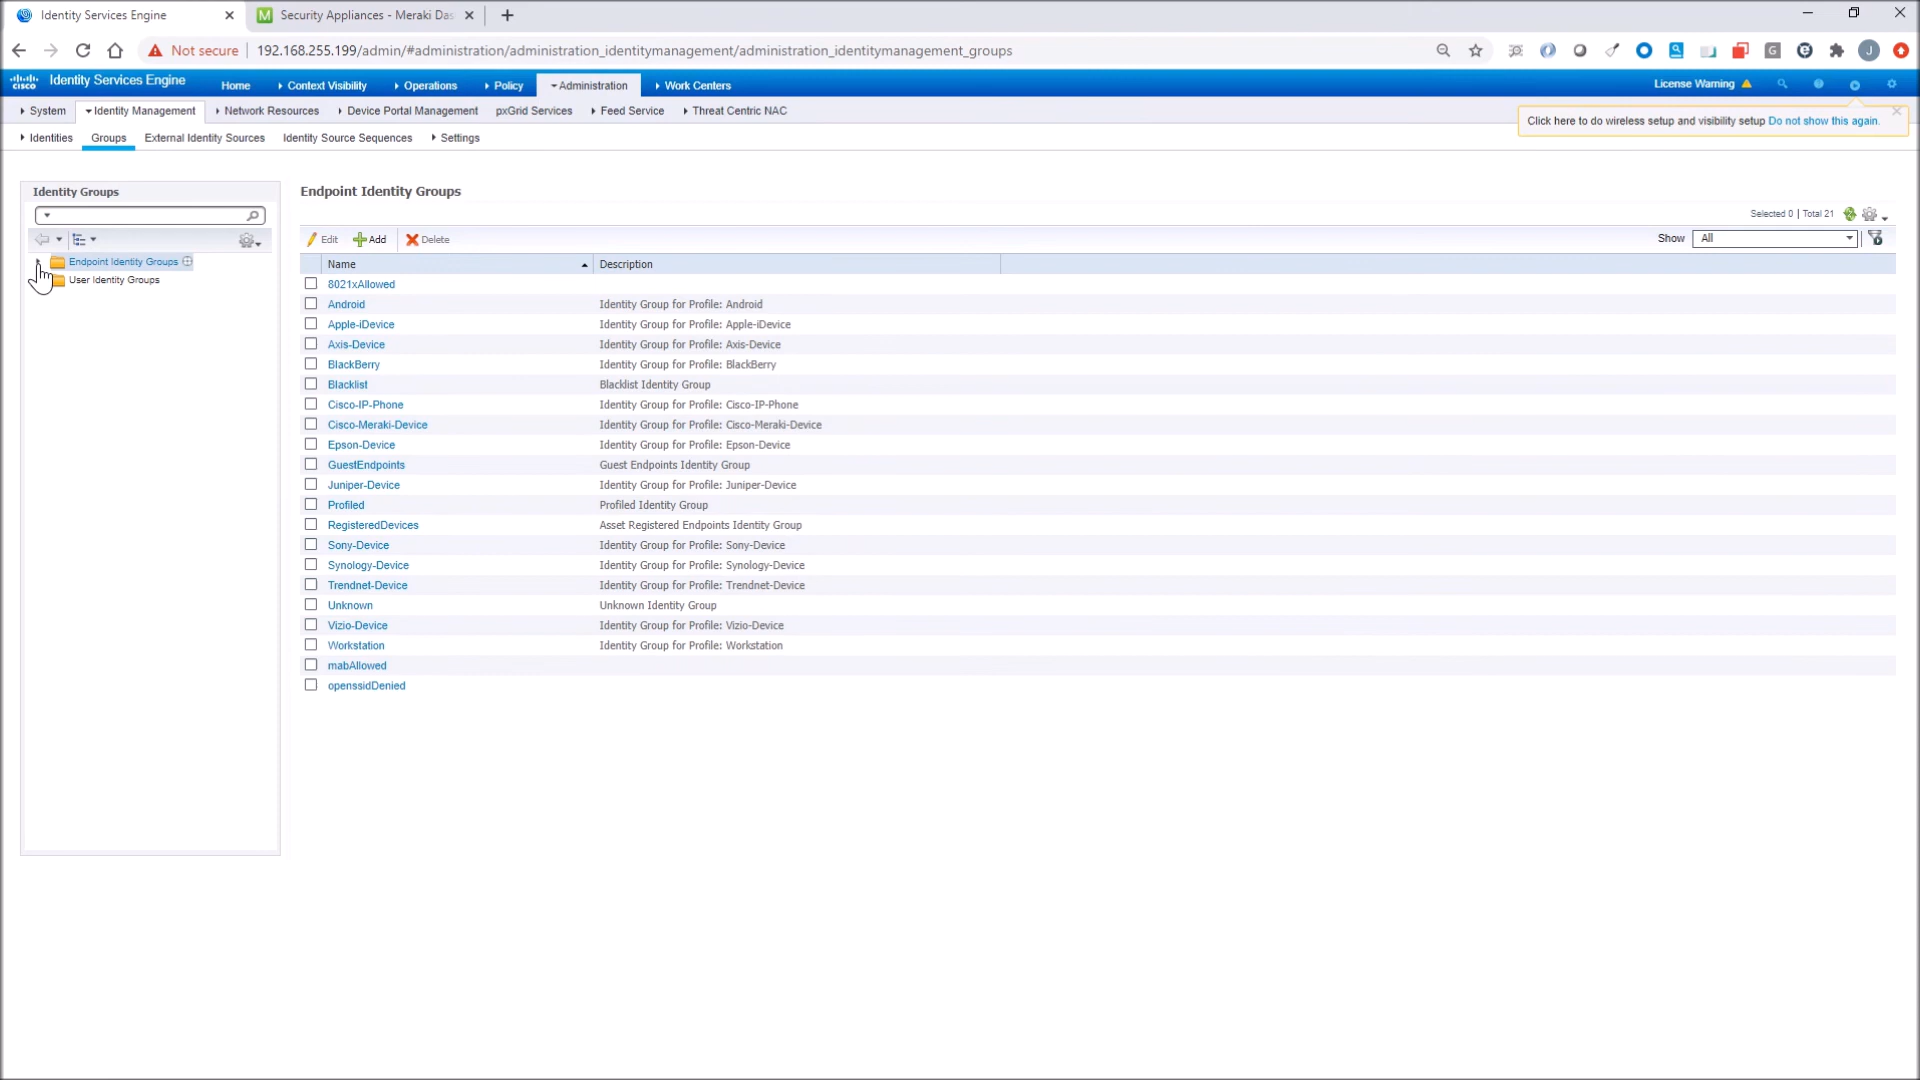 Identity Services Engine
Security Appliances - Meraki Das
Not secure
192.168.255.199/admin/#administration/administration_identitymanagement/administration_identitymanagement_groups
cisco
Identity Services Engine
Home
Context Visibility
Operations
Policy
Administration
Work Centers
License Warning
System
Identity Management
Network Resources
Device Portal Management
pxGrid Services
Feed Service
Threat Centric NAC
Click here to do wireless setup and visibility setup Do not show this again.
Identities
Groups
External Identity Sources
Identity Source Sequences
Settings
Identity Groups
Endpoint Identity Groups
User Identity Groups
Endpoint Identity Groups
Selected 0 | Total 21
Edit
Add
Delete
Show
All
Name
Description
8021xAllowed
Android Identity Group for Profile: Android
Apple-iDevice Identity Group for Profile: Apple-iDevice
Axis-Device Identity Group for Profile: Axis-Device
BlackBerry Identity Group for Profile: BlackBerry
Blacklist Blacklist Identity Group
Cisco-IP-Phone Identity Group for Profile: Cisco-IP-Phone
Cisco-Meraki-Device Identity Group for Profile: Cisco-Meraki-Device
Epson-Device Identity Group for Profile: Epson-Device
GuestEndpoints Guest Endpoints Identity Group
Juniper-Device Identity Group for Profile: Juniper-Device
Profiled Profiled Identity Group
RegisteredDevices Asset Registered Endpoints Identity Group
Sony-Device Identity Group for Profile: Sony-Device
Synology-Device Identity Group for Profile: Synology-Device
Trendnet-Device Identity Group for Profile: Trendnet-Device
Unknown Unknown Identity Group
Vizio-Device Identity Group for Profile: Vizio-Device
Workstation Identity Group for Profile: Workstation
mabAllowed
openssidDenied